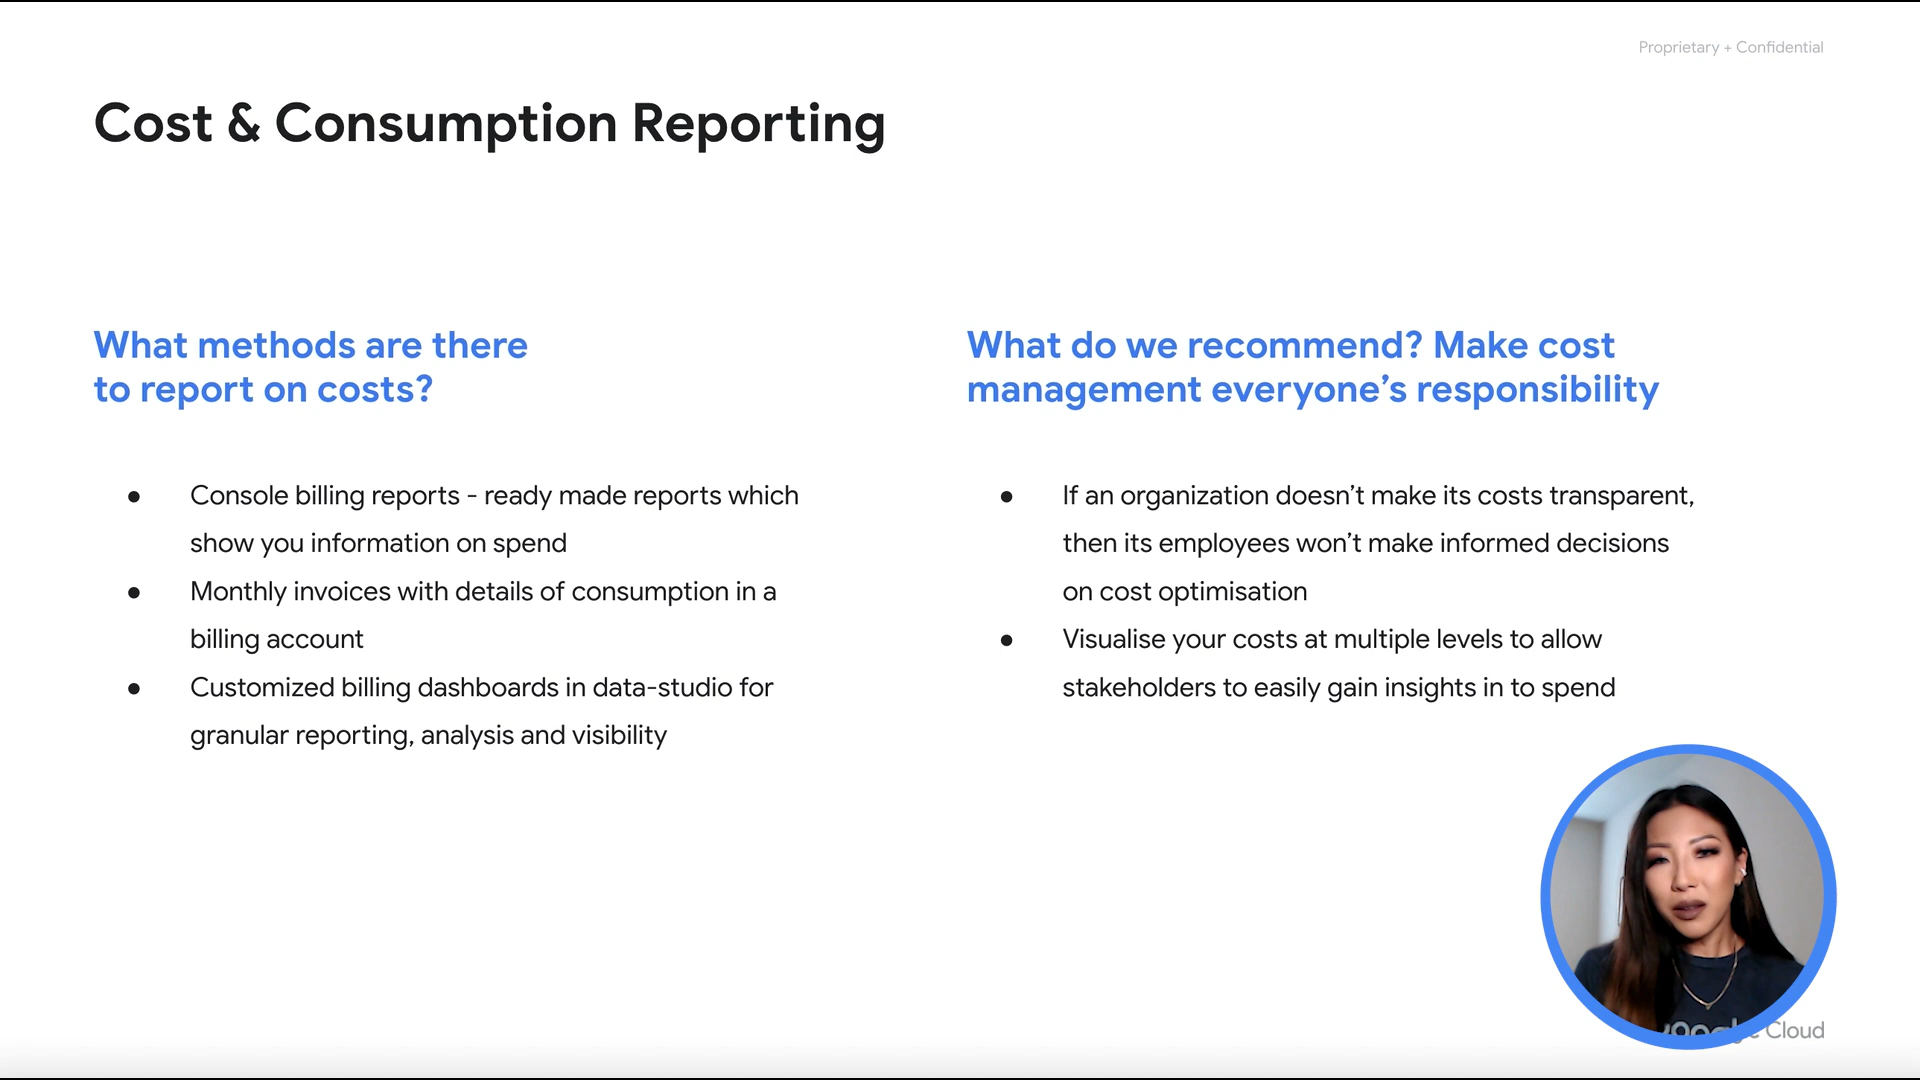 Proprietary + Confidential
Cost & Consumption Reporting
What methods are there
to report on costs?
● Console billing reports - ready made reports which
show you information on spend
● Monthly invoices with details of consumption in a
billing account
● Customized billing dashboards in data-studio for
granular reporting, analysis and visibility
What do we recommend? Make cost
management everyone’s responsibility
● If an organization doesn’t make its costs transparent,
then its employees won’t make informed decisions
on cost optimisation
● Visualise your costs at multiple levels to allow
stakeholders to easily gain insights in to spend
Cloud